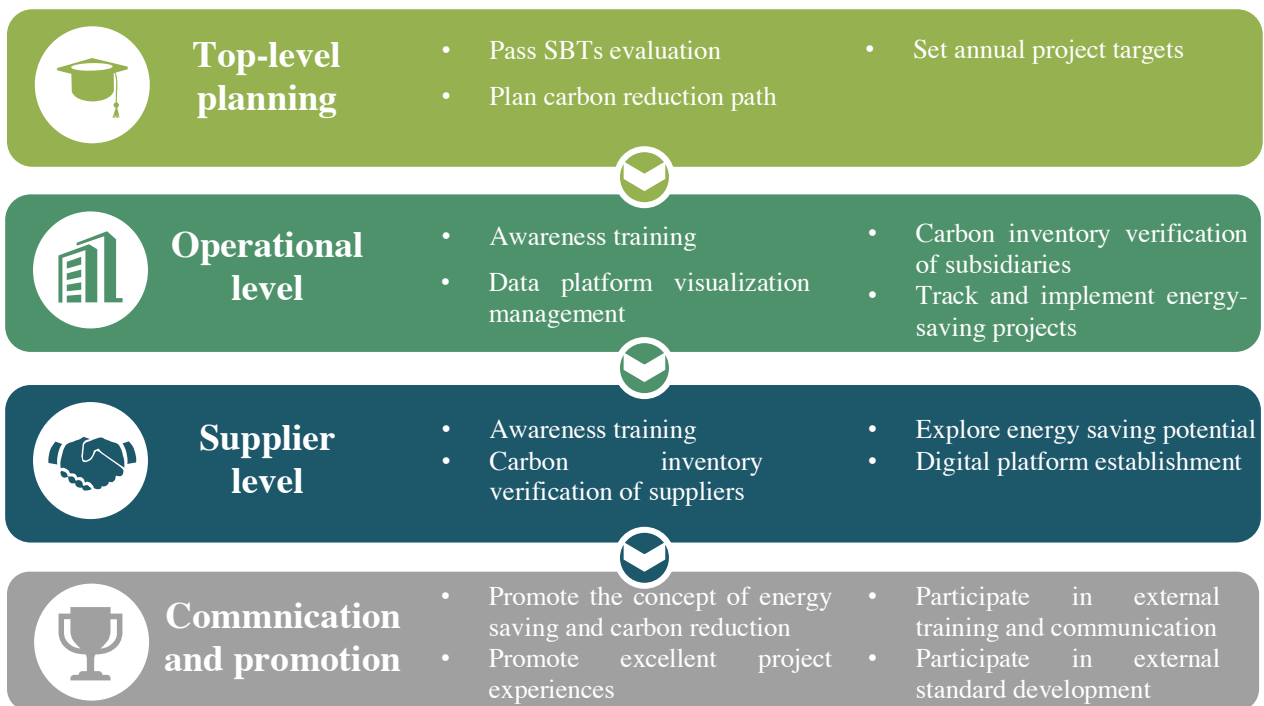 Top-level
planning
• Pass SBTs evaluation
• Plan carbon reduction path
• Set annual project targets
Operational
level
• Awareness training
• Data platform visualization
management
• Carbon inventory verification
of subsidiaries
• Track and implement energy-
saving projects
Supplier
level
• Awareness training
• Carbon inventory
verification of suppliers
• Explore energy saving potential
• Digital platform establishment
Commnication
and promotion
• Promote the concept of energy
saving and carbon reduction
• Promote excellent project
experiences
• Participate in external
training and communication
• Participate in external
standard development